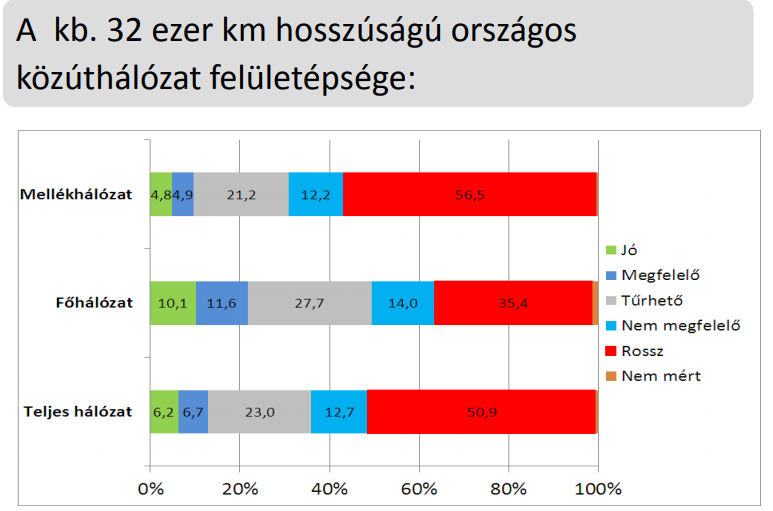 A kb. 32 ezer km hosszúságú országos
közúthálózat felületépsége:
Mellékhálózat 4,8 4,9 21,2 12,2 56,5
Főhálózat 10,1 11,6 27,7 14,0 35,4
Teljes hálózat 6,2 6,7 23,0 12,7 50,9
0% 20% 40% 60% 80% 100%
Jó
Megfelelő
Tűrhető
Nem megfelelő
Rossz
Nem mért